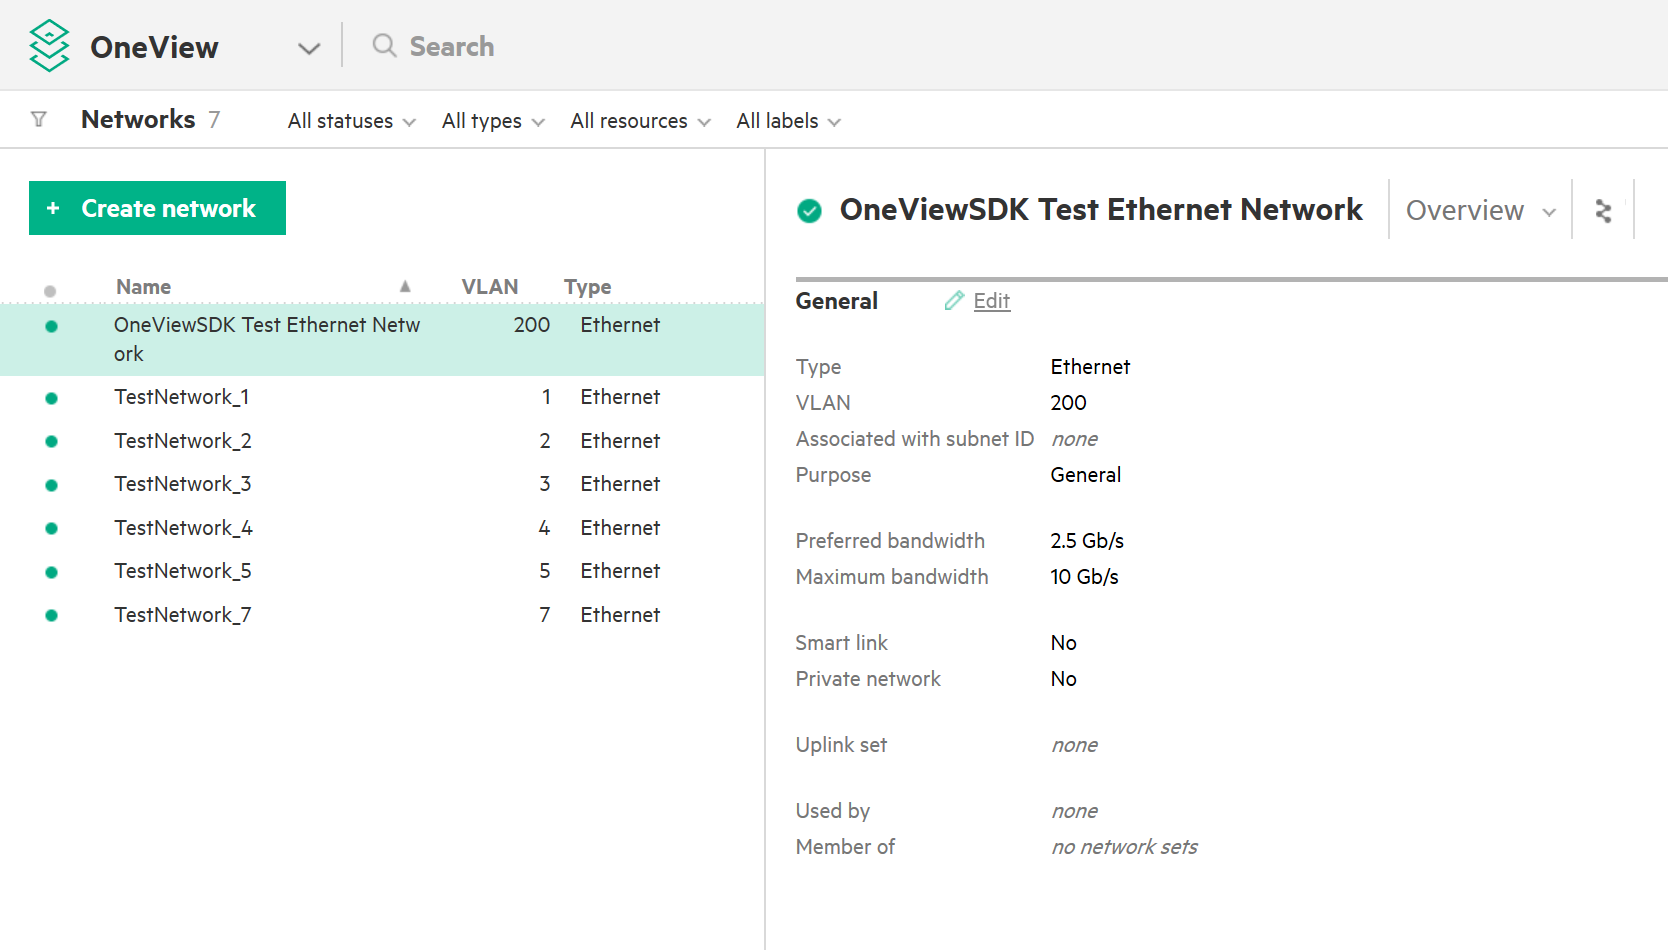 OneView Search
Networks 7 All statuses All types All resources All labels
+ Create network
Name VLAN Type
OneViewSDK Test Ethernet Netw 200 Ethernet
ork
TestNetwork_1 1 Ethernet
TestNetwork_2 2 Ethernet
TestNetwork_3 3 Ethernet
TestNetwork_4 4 Ethernet
TestNetwork_5 5 Ethernet
TestNetwork_7 7 Ethernet
OneViewSDK Test Ethernet Network Overview
General Edit
Type Ethernet
VLAN 200
Associated with subnet ID none
Purpose General
Preferred bandwidth 2.5 Gb/s
Maximum bandwidth 10 Gb/s
Smart link No
Private network No
Uplink set none
Used by none
Member of no network sets